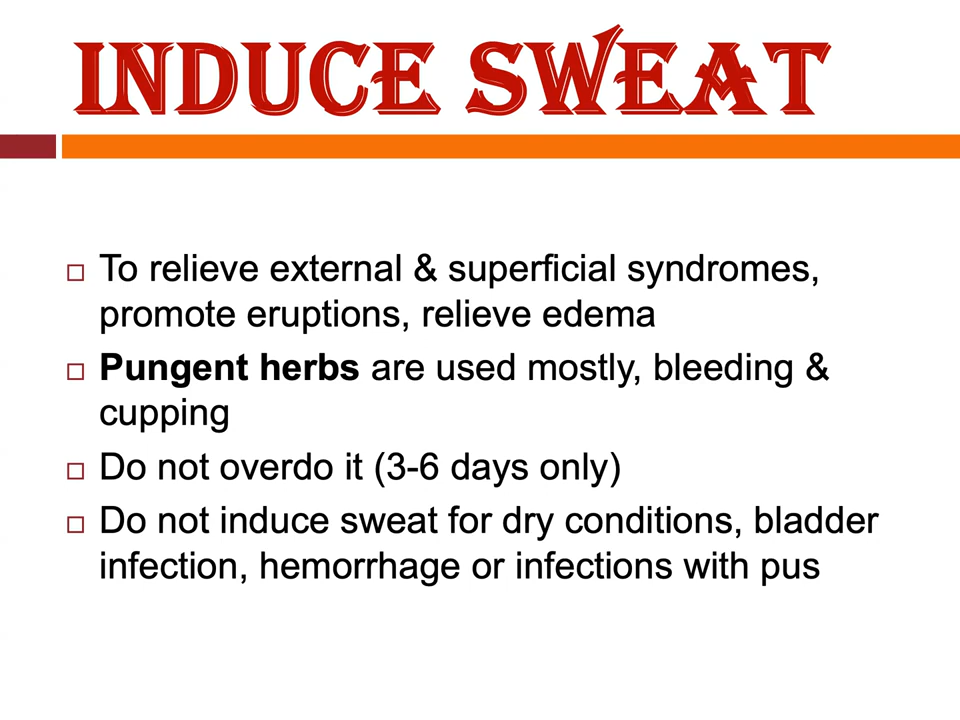 INDUCE SWEAT
To relieve external & superficial syndromes,
promote eruptions, relieve edema
Pungent herbs are used mostly, bleeding &
cupping
Do not overdo it (3-6 days only)
Do not induce sweat for dry conditions, bladder
infection, hemorrhage or infections with pus